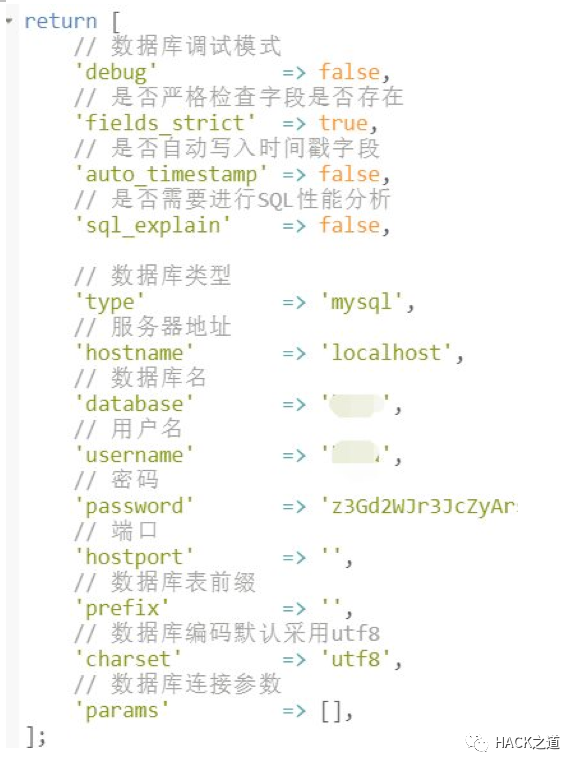 return [
// 数据库调试模式
'debug' => false,
// 是否严格检查字段是否存在
'fields_strict' => true,
// 是否自动写入时间戳字段
'auto_timestamp' => false,
// 是否需要进行SQL性能分析
'sql_explain' => false,
// 数据库类型
'type' => 'mysql',
// 服务器地址
'hostname' => 'localhost',
// 数据库名
'database' => '',
// 用户名
'username' => '',
// 密码
'password' => 'z3Gd2WJr3JcZyAr
// 端口
'hostport' => '',
// 数据库表前缀
'prefix' => '',
// 数据库编码默认采用utf8
'charset' => 'utf8',
// 数据库连接参数
'params' => [],
];
HACK之道